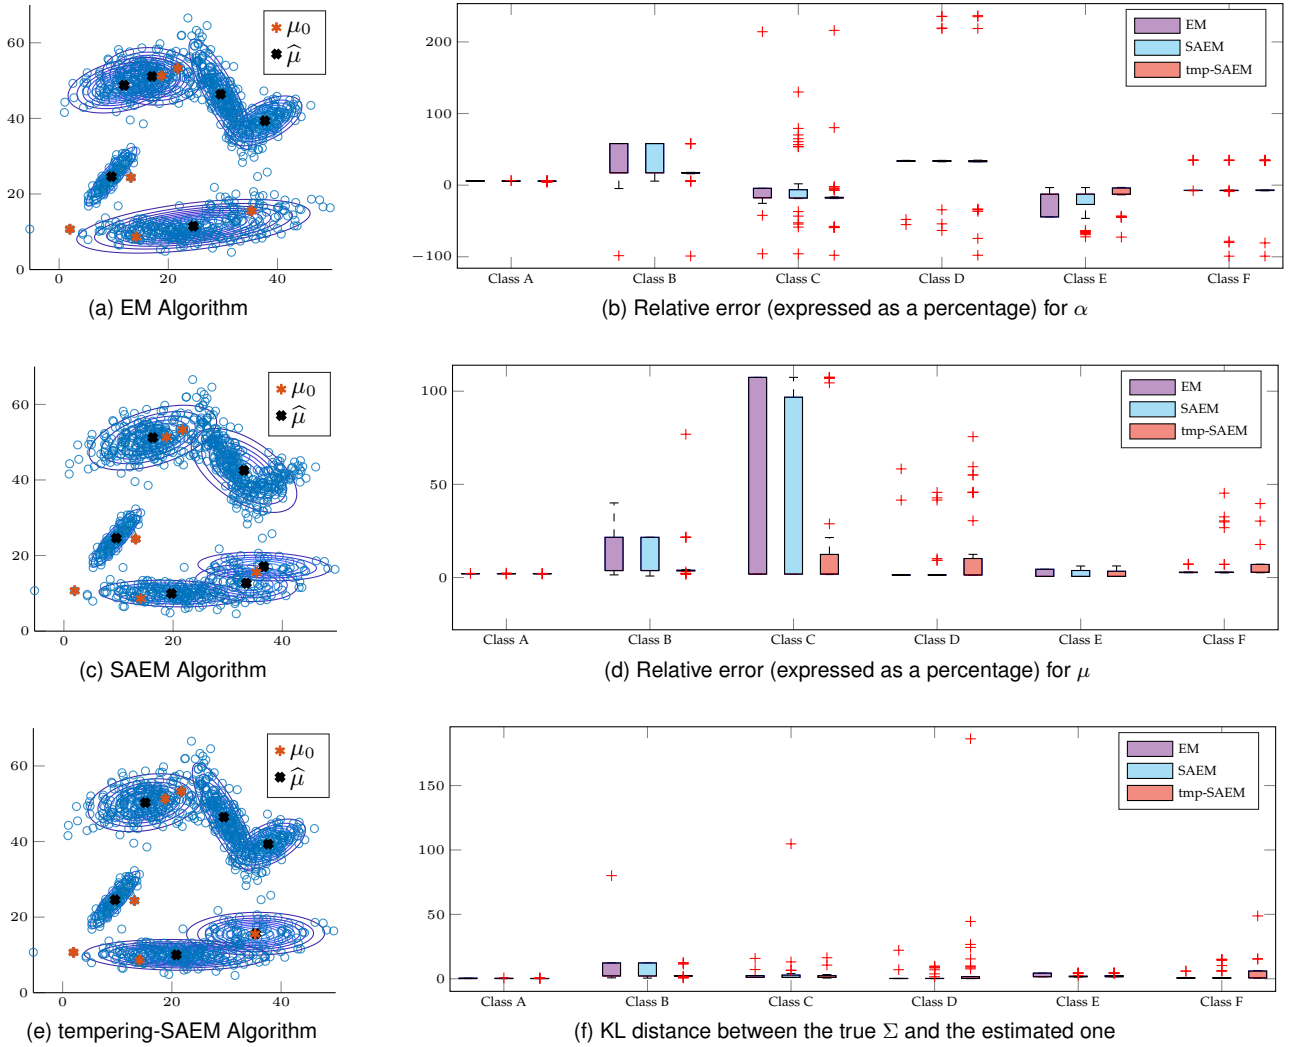 60
40
20
0
0
20
40
μ₀
μ̂
(a) EM Algorithm
200
100
0
−100
Class A
Class B
Class C
Class D
Class E
Class F
EM
SAEM
tmp-SAEM
(b) Relative error (expressed as a percentage) for α
60
40
20
0
0
20
40
μ₀
μ̂
(c) SAEM Algorithm
100
50
0
Class A
Class B
Class C
Class D
Class E
Class F
EM
SAEM
tmp-SAEM
(d) Relative error (expressed as a percentage) for μ
60
40
20
0
0
20
40
μ₀
μ̂
(e) tempering-SAEM Algorithm
150
100
50
0
Class A
Class B
Class C
Class D
Class E
Class F
EM
SAEM
tmp-SAEM
(f) KL distance between the true Σ and the estimated one